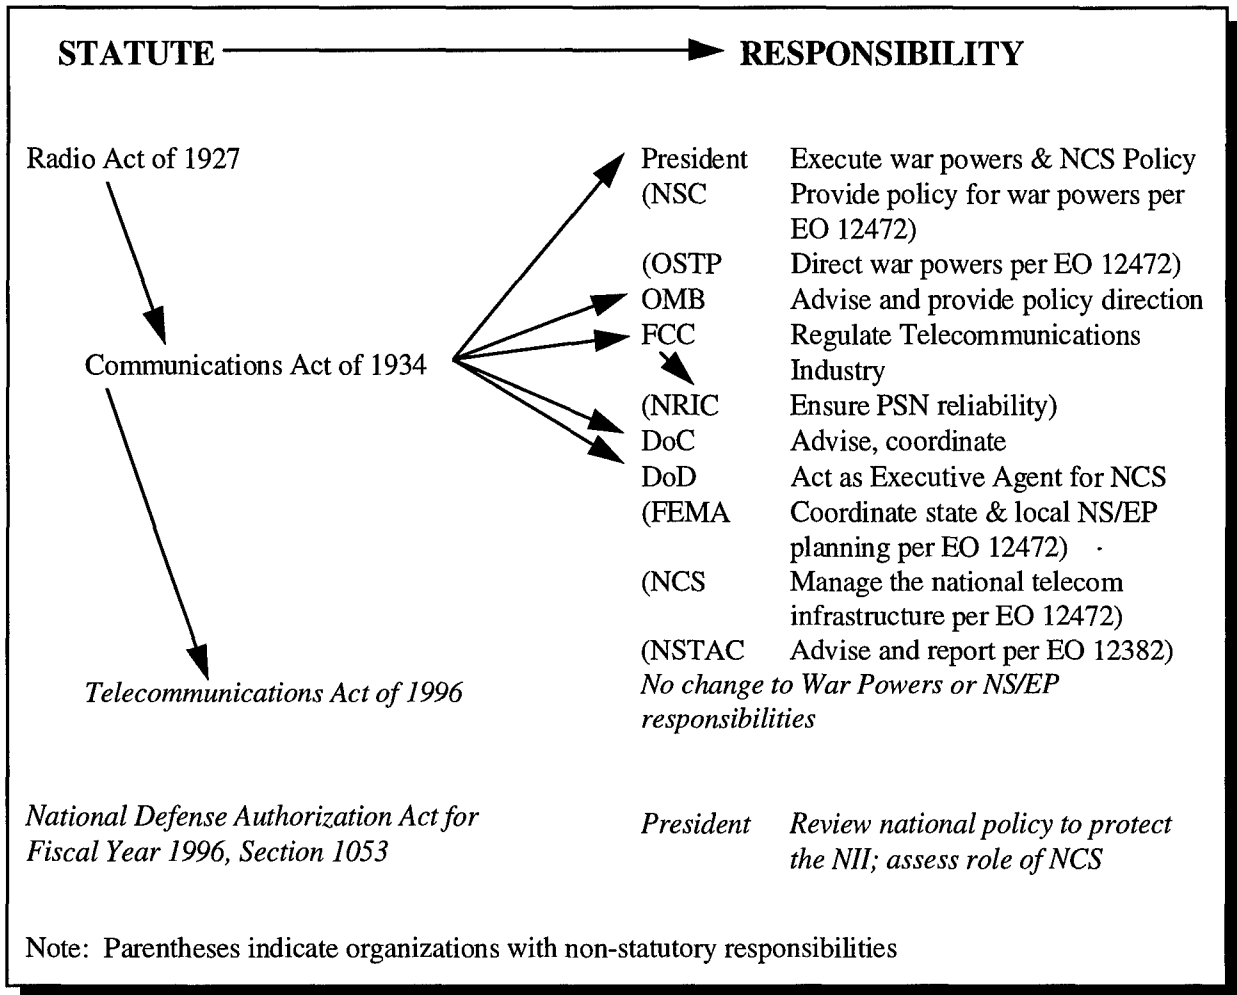 STATUTE RESPONSIBILITY
Radio Act of 1927
President Execute war powers & NCS Policy
(NSC Provide policy for war powers per
EO 12472)
(OSTP Direct war powers per EO 12472)
OMB Advise and provide policy direction
FCC Regulate Telecommunications
Industry
Communications Act of 1934
(NRIC Ensure PSN reliability)
DoC Advise, coordinate
DoD Act as Executive Agent for NCS
(FEMA Coordinate state & local NS/EP
planning per EO 12472)
(NCS Manage the national telecom
infrastructure per EO 12472)
(NSTAC Advise and report per EO 12382)
Telecommunications Act of 1996
No change to War Powers or NS/EP
responsibilities
National Defense Authorization Act for
Fiscal Year 1996, Section 1053
President Review national policy to protect
the NII; assess role of NCS
Note: Parentheses indicate organizations with non-statutory responsibilities